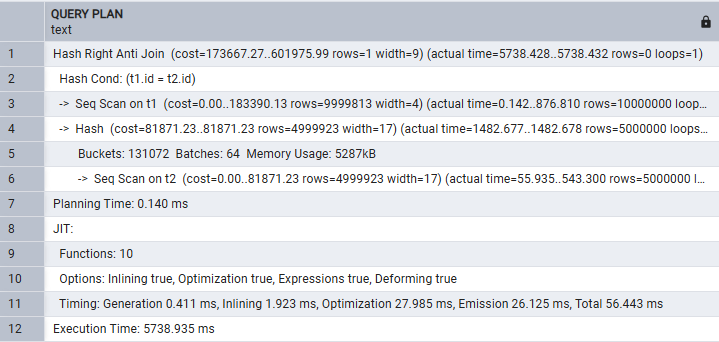 QUERY PLAN
text
1 Hash Right Anti Join (cost=173667.27..601975.99 rows=1 width=9) (actual time=5738.428..5738.432 rows=0 loops=1)
2 Hash Cond: (t1.id = t2.id)
3 -> Seq Scan on t1 (cost=0.00..183390.13 rows=9999813 width=4) (actual time=0.142..876.810 rows=10000000 loop...
4 -> Hash (cost=81871.23..81871.23 rows=4999923 width=17) (actual time=1482.677..1482.678 rows=5000000 loops...
5 Buckets: 131072 Batches: 64 Memory Usage: 5287kB
6 -> Seq Scan on t2 (cost=0.00..81871.23 rows=4999923 width=17) (actual time=55.935..543.300 rows=5000000 l...
7 Planning Time: 0.140 ms
8 JIT:
9 Functions: 10
10 Options: Inlining true, Optimization true, Expressions true, Deforming true
11 Timing: Generation 0.411 ms, Inlining 1.923 ms, Optimization 27.985 ms, Emission 26.125 ms, Total 56.443 ms
12 Execution Time: 5738.935 ms